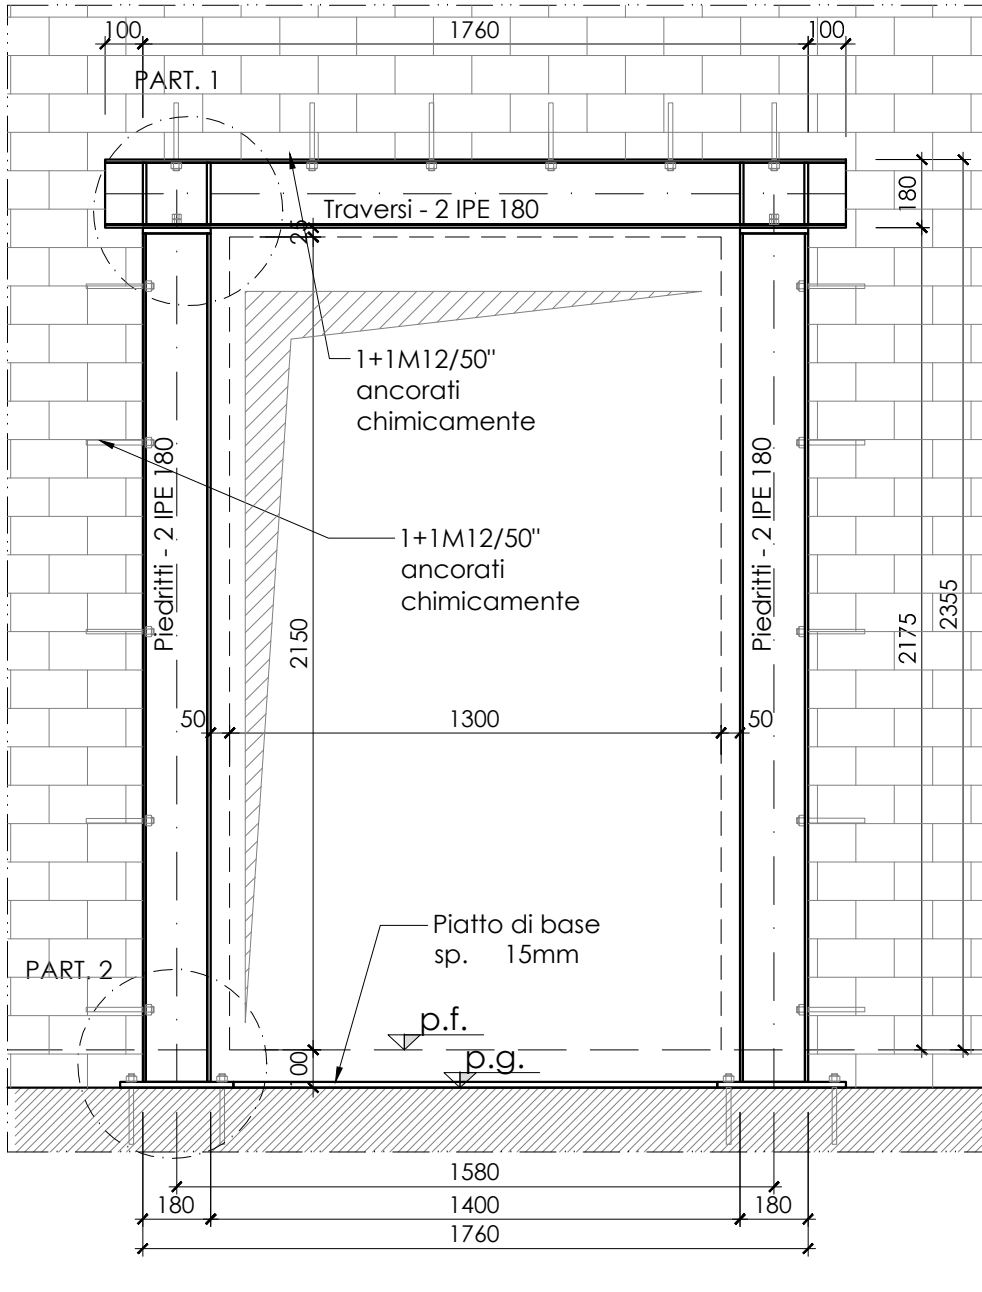 100
1760
100
PART. 1
Traversi - 2 IPE 180
180
25
1+1M12/50"
ancorati
chimicamente
Piedritti - 2 IPE 180
Piedritti - 2 IPE 180
1+1M12/50"
ancorati
chimicamente
2150
2175
2355
50
1300
50
Piatto di base
sp. 15mm
PART. 2
p.f.
p.g.
100
1580
180
1400
180
1760